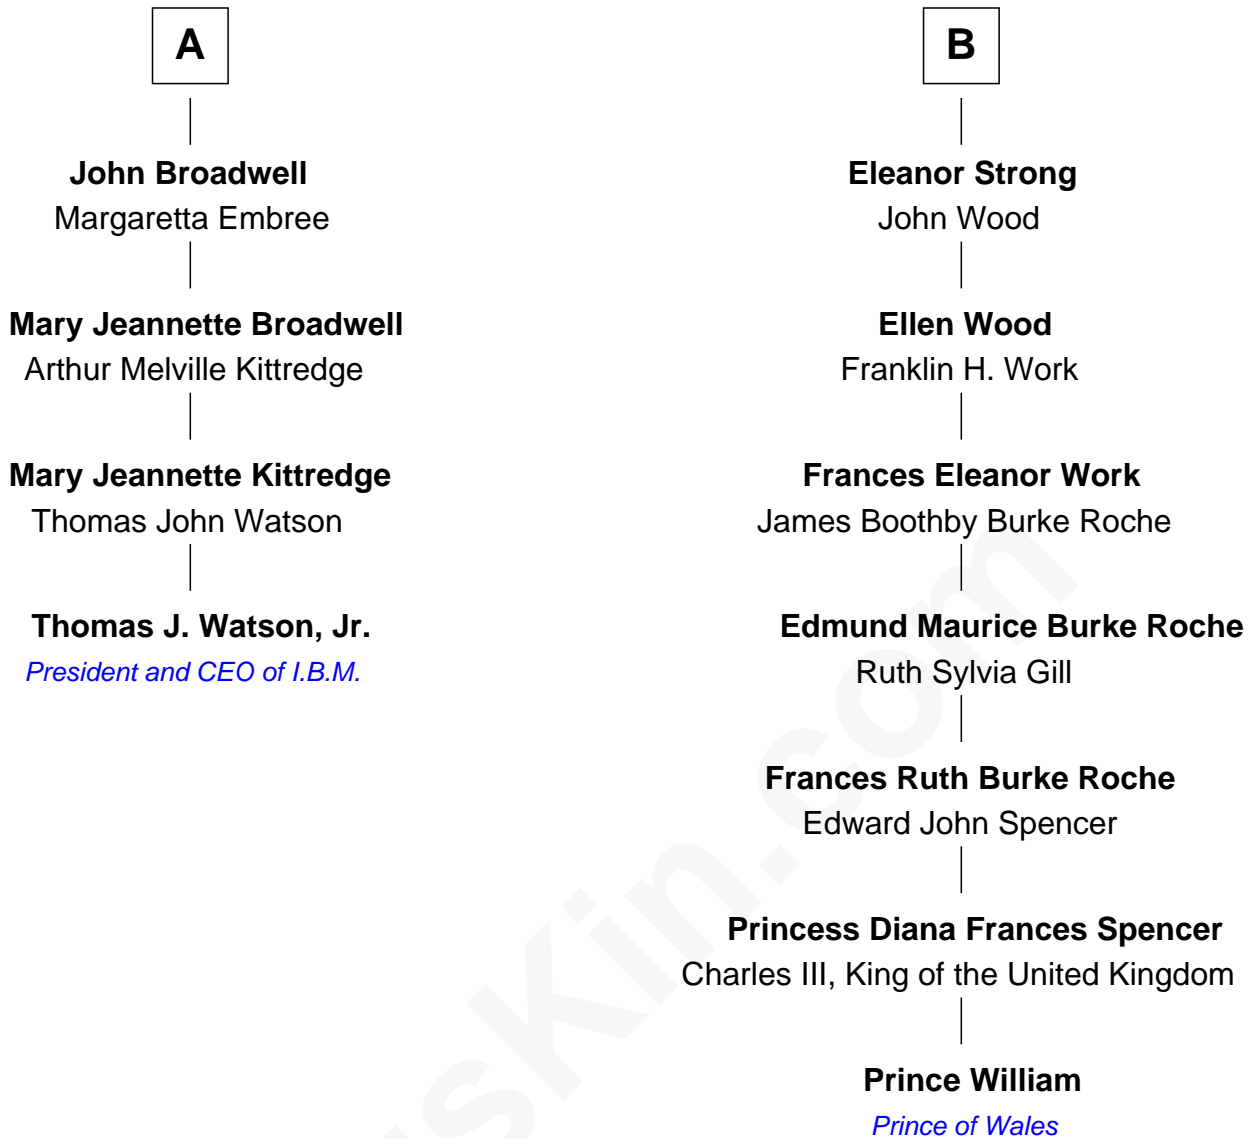 A
John Broadwell
Margaretta Embree
Mary Jeannette Broadwell
Arthur Melville Kittredge
Mary Jeannette Kittredge
Thomas John Watson
Thomas J. Watson, Jr.
President and CEO of I.B.M.
B
Eleanor Strong
John Wood
Ellen Wood
Franklin H. Work
Frances Eleanor Work
James Boothby Burke Roche
Edmund Maurice Burke Roche
Ruth Sylvia Gill
Frances Ruth Burke Roche
Edward John Spencer
Princess Diana Frances Spencer
Charles III, King of the United Kingdom
Prince William
Prince of Wales